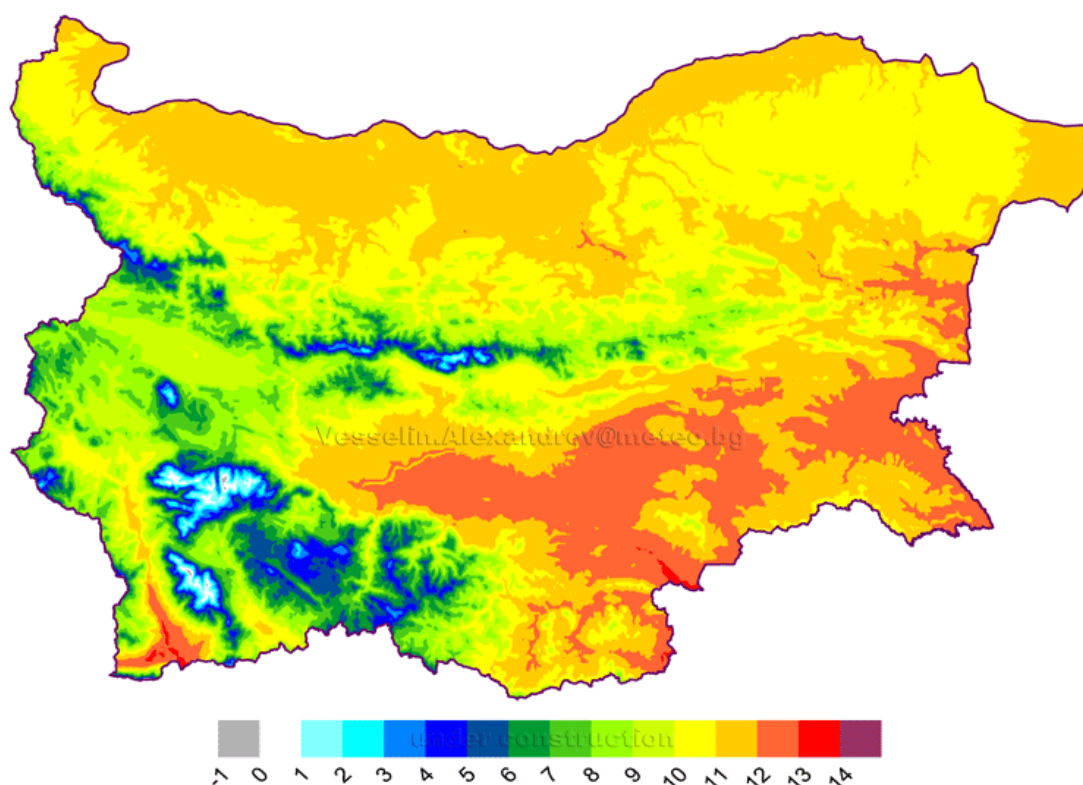 Vesselin.Alexandrov@meteo.bg
under construction
-1 0 1 2 3 4 5 6 7 8 9 10 11 12 13 14